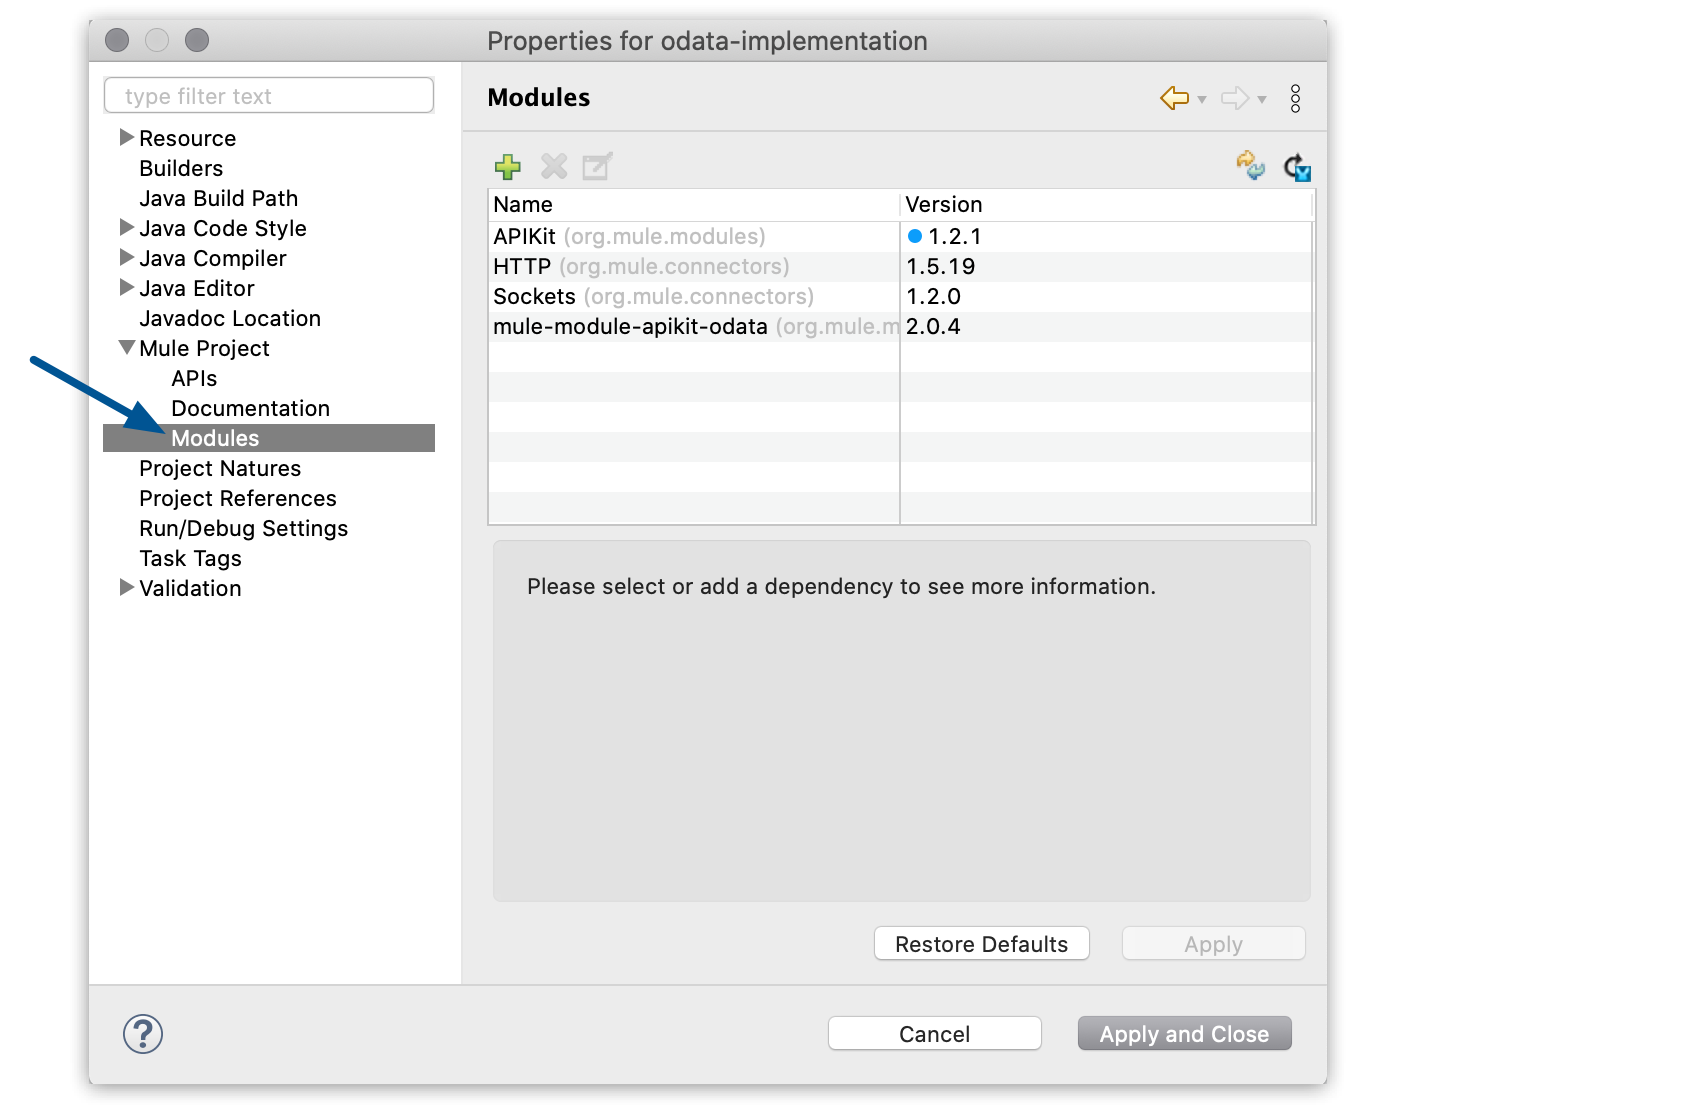 Properties for odata-implementation
type filter text
Resource
Builders
Java Build Path
Java Code Style
Java Compiler
Java Editor
Javadoc Location
Mule Project
APIs
Documentation
Modules
Project Natures
Project References
Run/Debug Settings
Task Tags
Validation
Modules
Name Version
APIKit (org.mule.modules) 1.2.1
HTTP (org.mule.connectors) 1.5.19
Sockets (org.mule.connectors) 1.2.0
mule-module-apikit-odata (org.mule.m 2.0.4
Please select or add a dependency to see more information.
Restore Defaults Apply
? Cancel Apply and Close